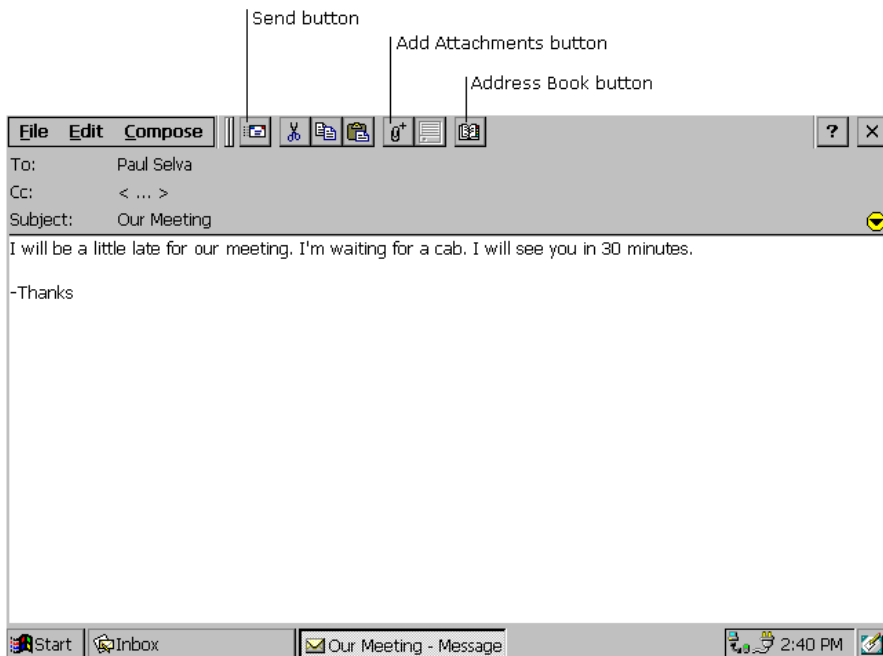 Send button
Add Attachments button
Address Book button
File Edit Compose ? ×
To: Paul Selva
Cc: < ... >
Subject: Our Meeting
I will be a little late for our meeting. I'm waiting for a cab. I will see you in 30 minutes.
-Thanks
Start Inbox Our Meeting - Message 2:40 PM